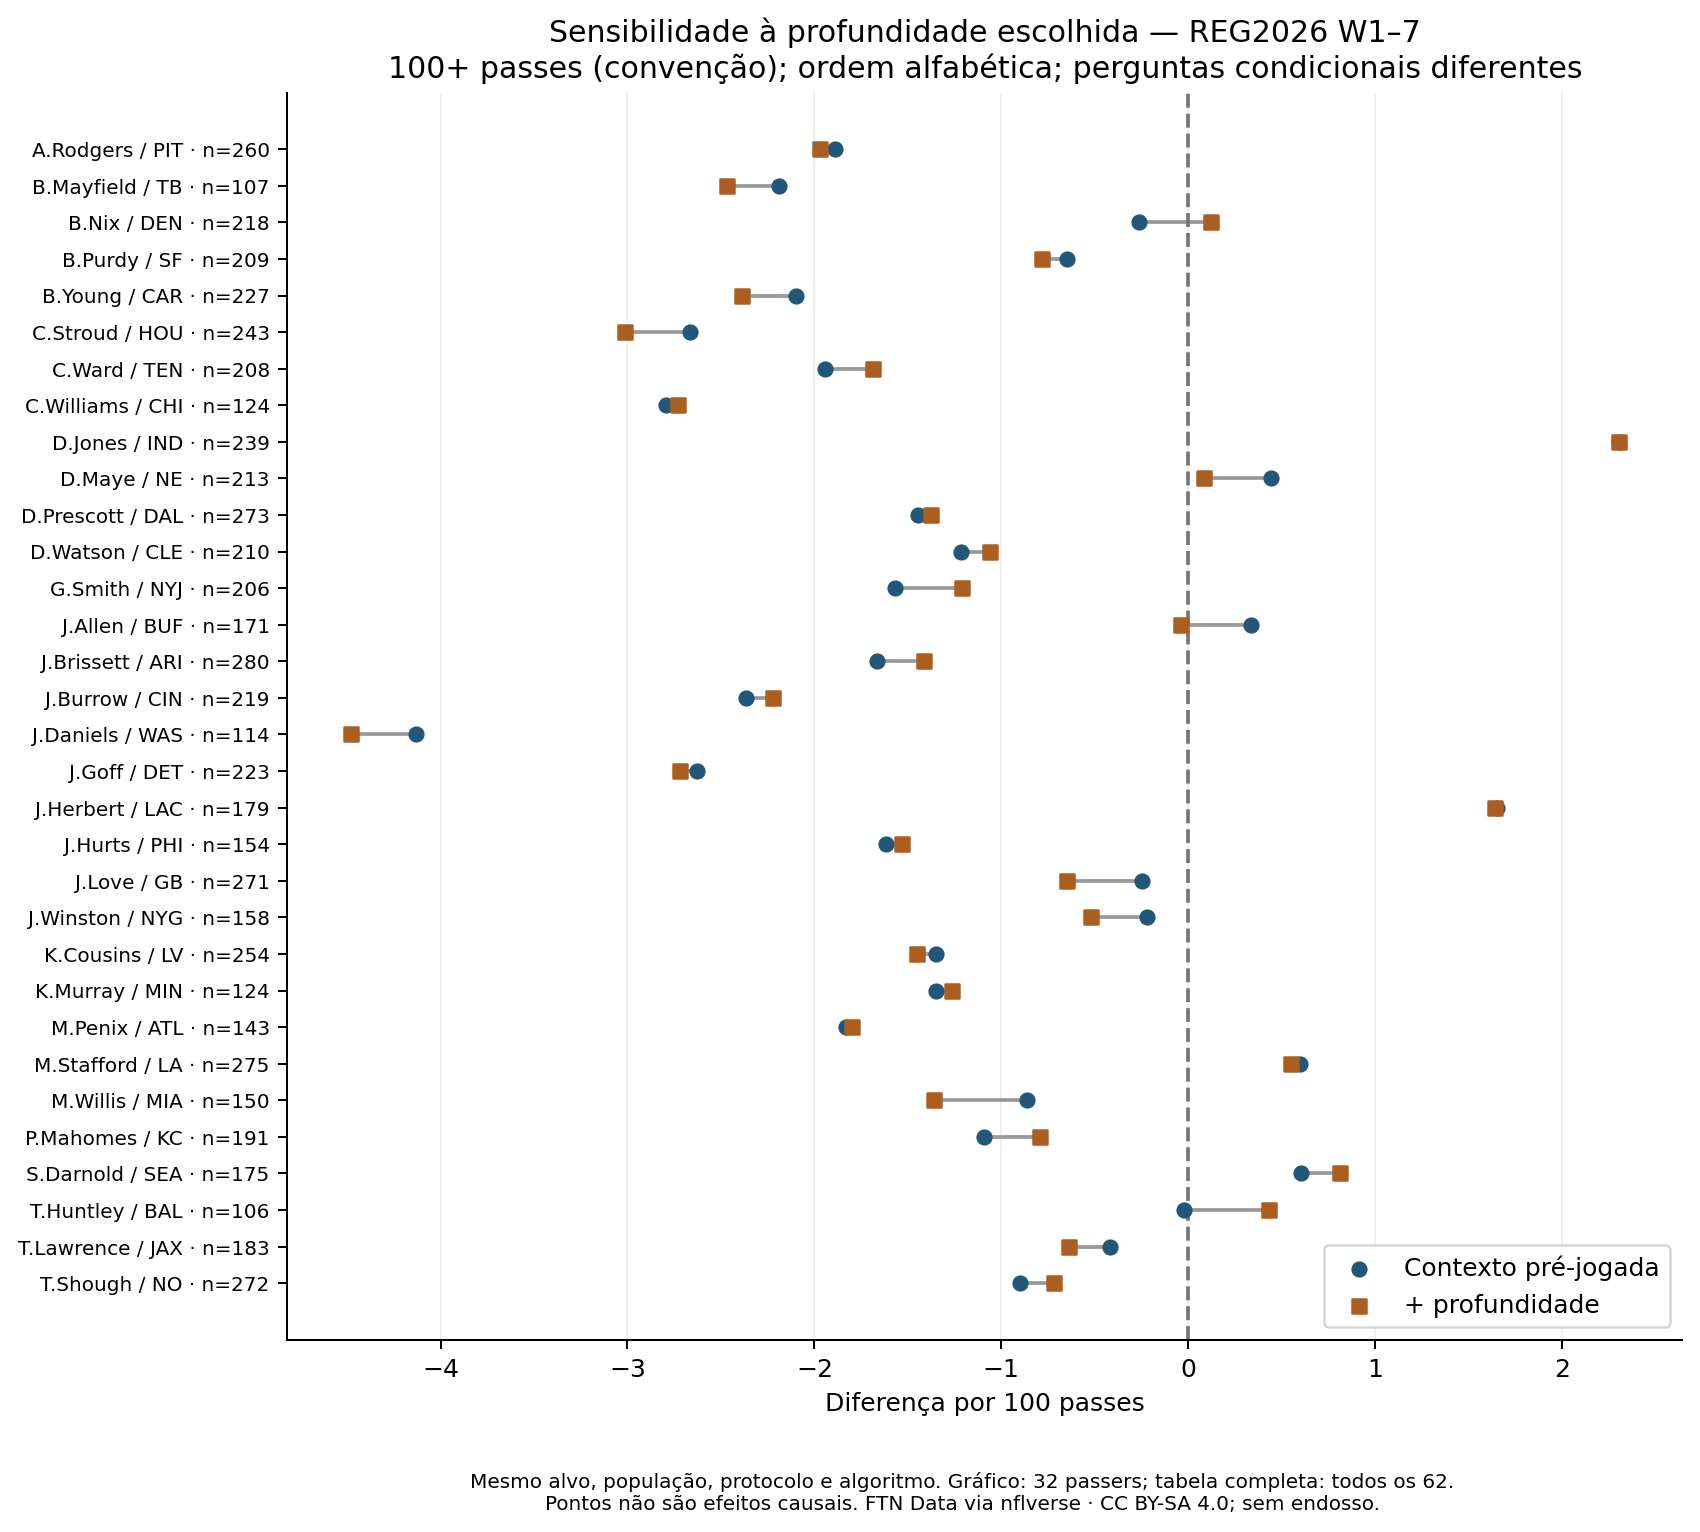 Sensibilidade à profundidade escolhida — REG2026 W1–7
100+ passes (convenção); ordem alfabética; perguntas condicionais diferentes
A.Rodgers / PIT · n=260
B.Mayfield / TB · n=107
B.Nix / DEN · n=218
B.Purdy / SF · n=209
B.Young / CAR · n=227
C.Stroud / HOU · n=243
C.Ward / TEN · n=208
C.Williams / CHI · n=124
D.Jones / IND · n=239
D.Maye / NE · n=213
D.Prescott / DAL · n=273
D.Watson / CLE · n=210
G.Smith / NYJ · n=206
J.Allen / BUF · n=171
J.Brissett / ARI · n=280
J.Burrow / CIN · n=219
J.Daniels / WAS · n=114
J.Goff / DET · n=223
J.Herbert / LAC · n=179
J.Hurts / PHI · n=154
J.Love / GB · n=271
J.Winston / NYG · n=158
K.Cousins / LV · n=254
K.Murray / MIN · n=124
M.Penix / ATL · n=143
M.Stafford / LA · n=275
M.Willis / MIA · n=150
P.Mahomes / KC · n=191
S.Darnold / SEA · n=175
T.Huntley / BAL · n=106
T.Lawrence / JAX · n=183
T.Shough / NO · n=272
Contexto pré-jogada
+ profundidade
−4 −3 −2 −1 0 1 2
Diferença por 100 passes
Mesmo alvo, população, protocolo e algoritmo. Gráfico: 32 passers; tabela completa: todos os 62.
Pontos não são efeitos causais. FTN Data via nflverse · CC BY-SA 4.0; sem endosso.